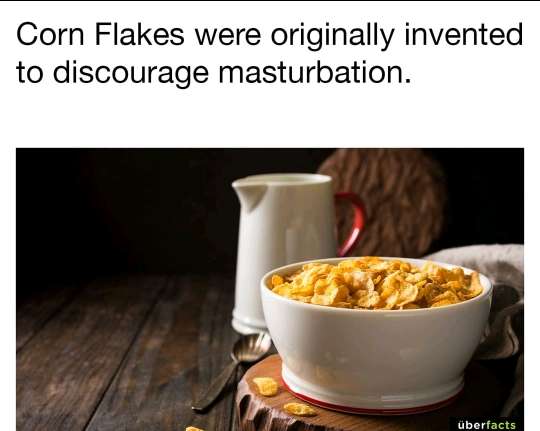 Corn Flakes were originally invented
to discourage masturbation.
überfacts